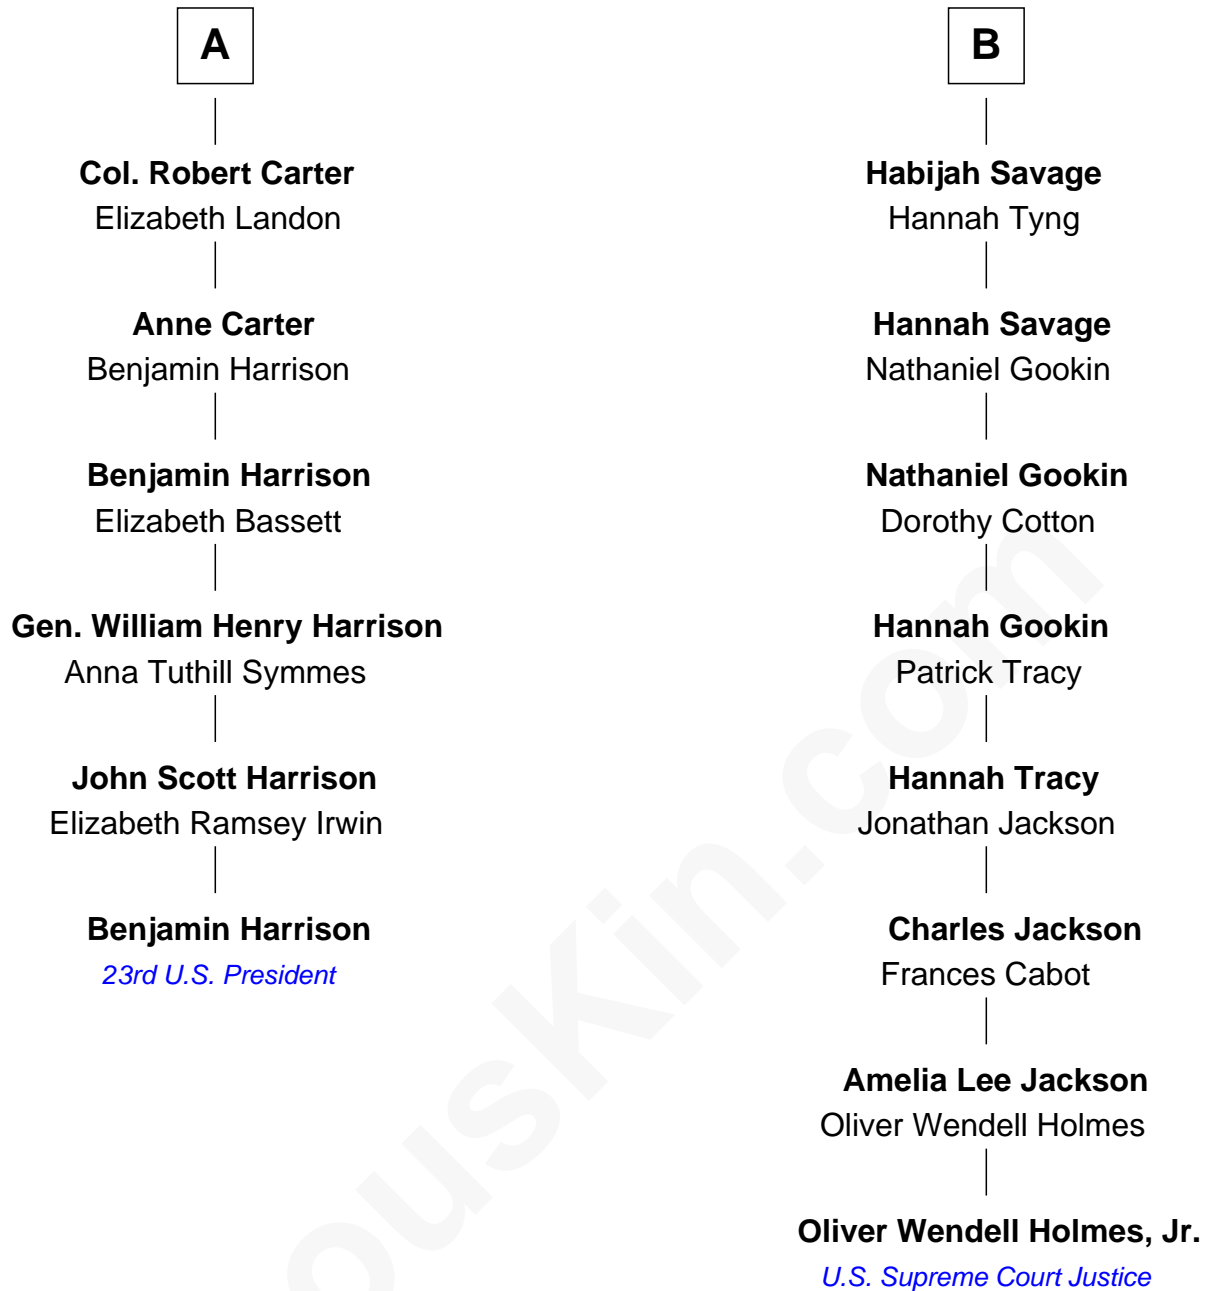 A
Col. Robert Carter
Elizabeth Landon
Anne Carter
Benjamin Harrison
Benjamin Harrison
Elizabeth Bassett
Gen. William Henry Harrison
Anna Tuthill Symmes
John Scott Harrison
Elizabeth Ramsey Irwin
Benjamin Harrison
23rd U.S. President
B
Habijah Savage
Hannah Tyng
Hannah Savage
Nathaniel Gookin
Nathaniel Gookin
Dorothy Cotton
Hannah Gookin
Patrick Tracy
Hannah Tracy
Jonathan Jackson
Charles Jackson
Frances Cabot
Amelia Lee Jackson
Oliver Wendell Holmes
Oliver Wendell Holmes, Jr.
U.S. Supreme Court Justice
ousKin.com